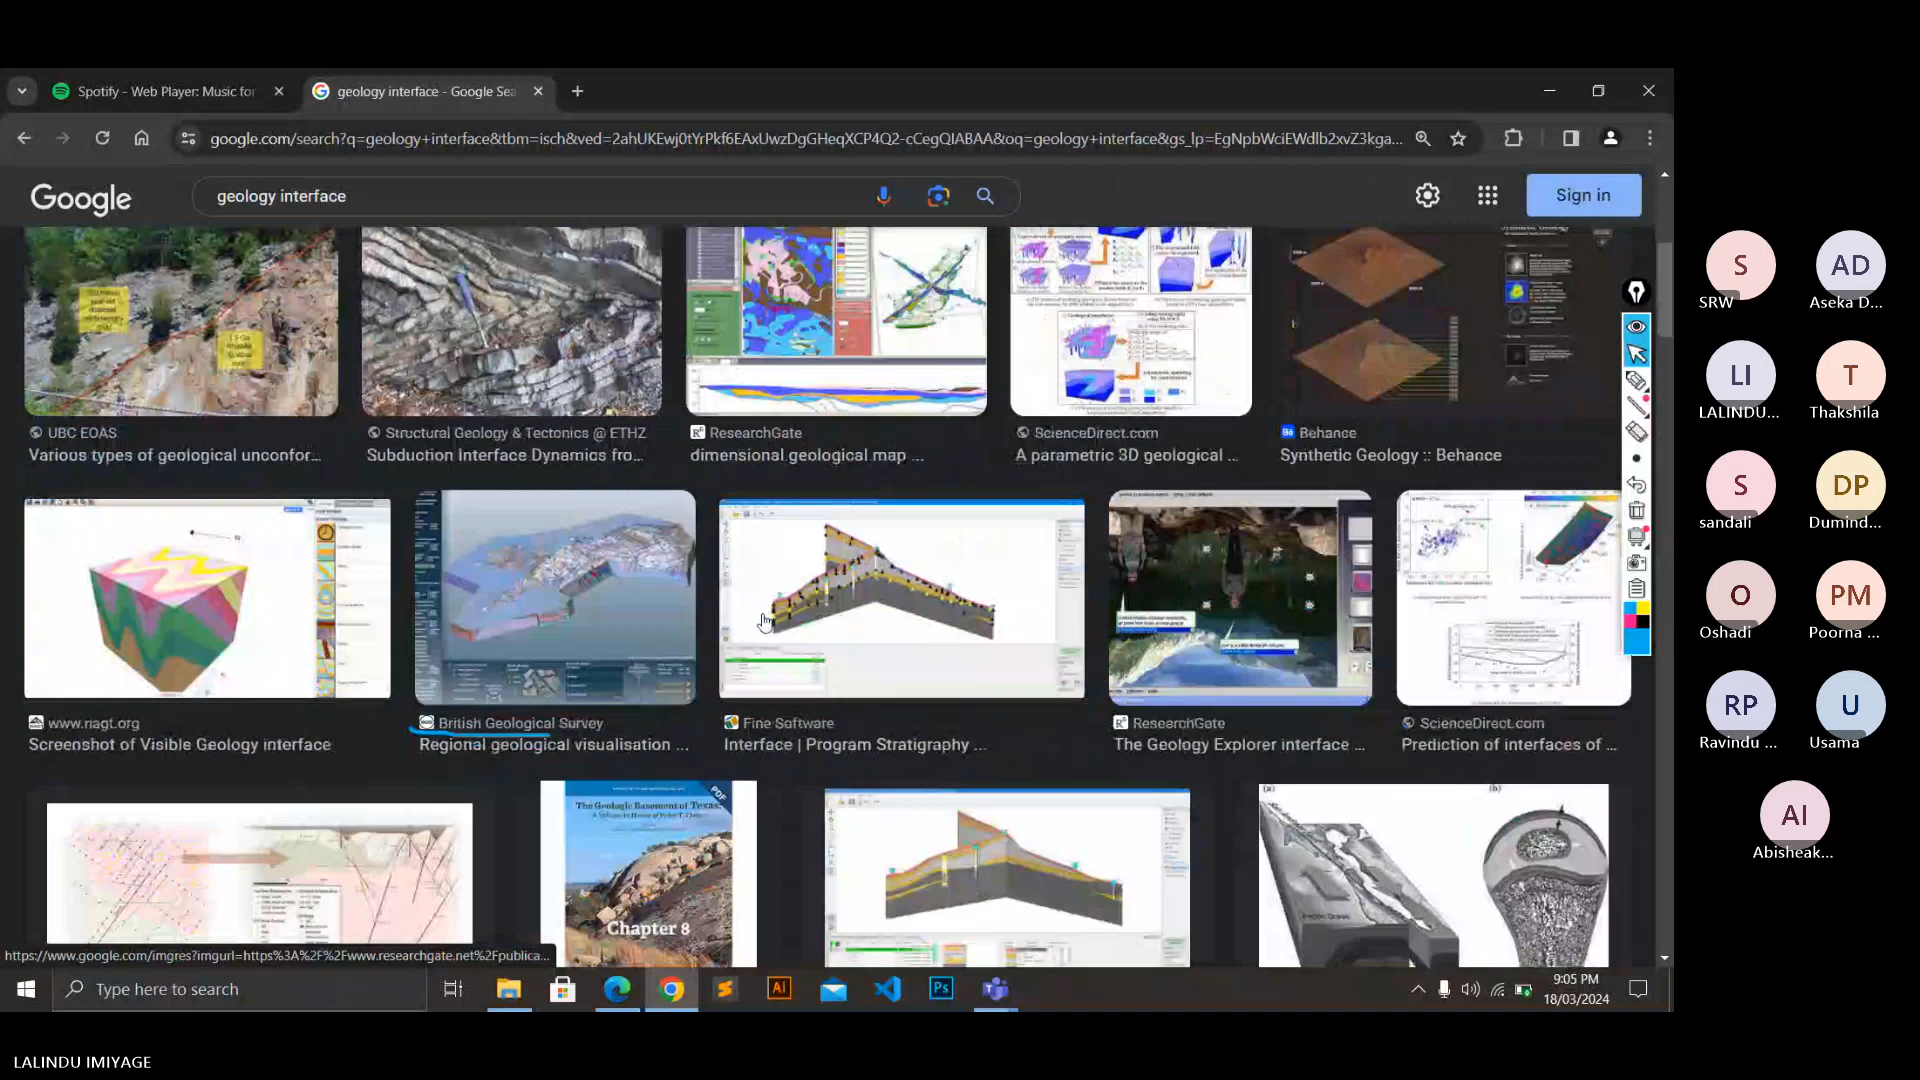 Spotify - Web Player: Music for
geology interface - Google Sea
google.com/search?q=geology+interface&tbm=isch&ved=2ahUKEwj0tYrPkf6EAxUwzDgGHeqXCP4Q2-cCegQIABAA&oq=geology+interface&gs_lp=EgNpbWciEWdlb2xvZ3kga...
Google
geology interface
Sign in
UBC EOAS
Various types of geological unconfor...
Structural Geology & Tectonics @ ETHZ
Subduction Interface Dynamics fro...
ResearchGate
dimensional geological map ...
ScienceDirect.com
A parametric 3D geological ...
Behance
Synthetic Geology :: Behance
www.nagt.org
Screenshot of Visible Geology interface
British Geological Survey
Regional geological visualisation ...
Fine Software
Interface | Program Stratigraphy ...
ResearchGate
The Geology Explorer interface ...
ScienceDirect.com
Prediction of interfaces of ...
The Geologic Basement of Texas:
PDF
Chapter 8
(a)
(b)
https://www.google.com/imgres?imgurl=https%3A%2F%2Fwww.researchgate.net%2Fpublica...
Type here to search
Ai
Ps
9:05 PM
18/03/2024
S
SRW
AD
Aseka D...
LI
LALINDU...
T
Thakshila
S
sandali
DP
Dumind...
O
Oshadi
PM
Poorna ...
RP
Ravindu ...
U
Usama
AI
Abisheak...
LALINDU IMIYAGE